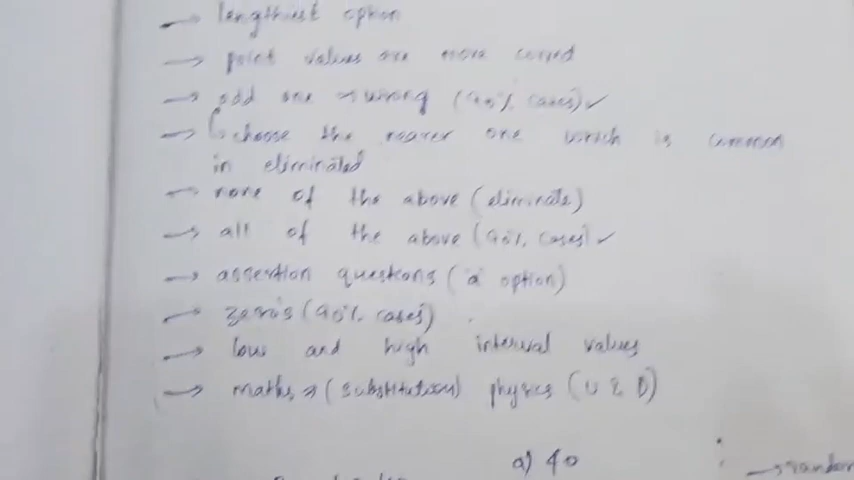 → lengthiest option
→ point values are more correct
→ odd one → wrong (90% cases) ✓
→ choose the nearer one which is common
in eliminated
→ none of the above (eliminate)
→ all of the above (90% cases) ✓
→ assertion questions ('a' option)
→ zero's (90% cases)
→ low and high interval values
→ maths → (substitution) physics (U & D)
a) 40
→ random